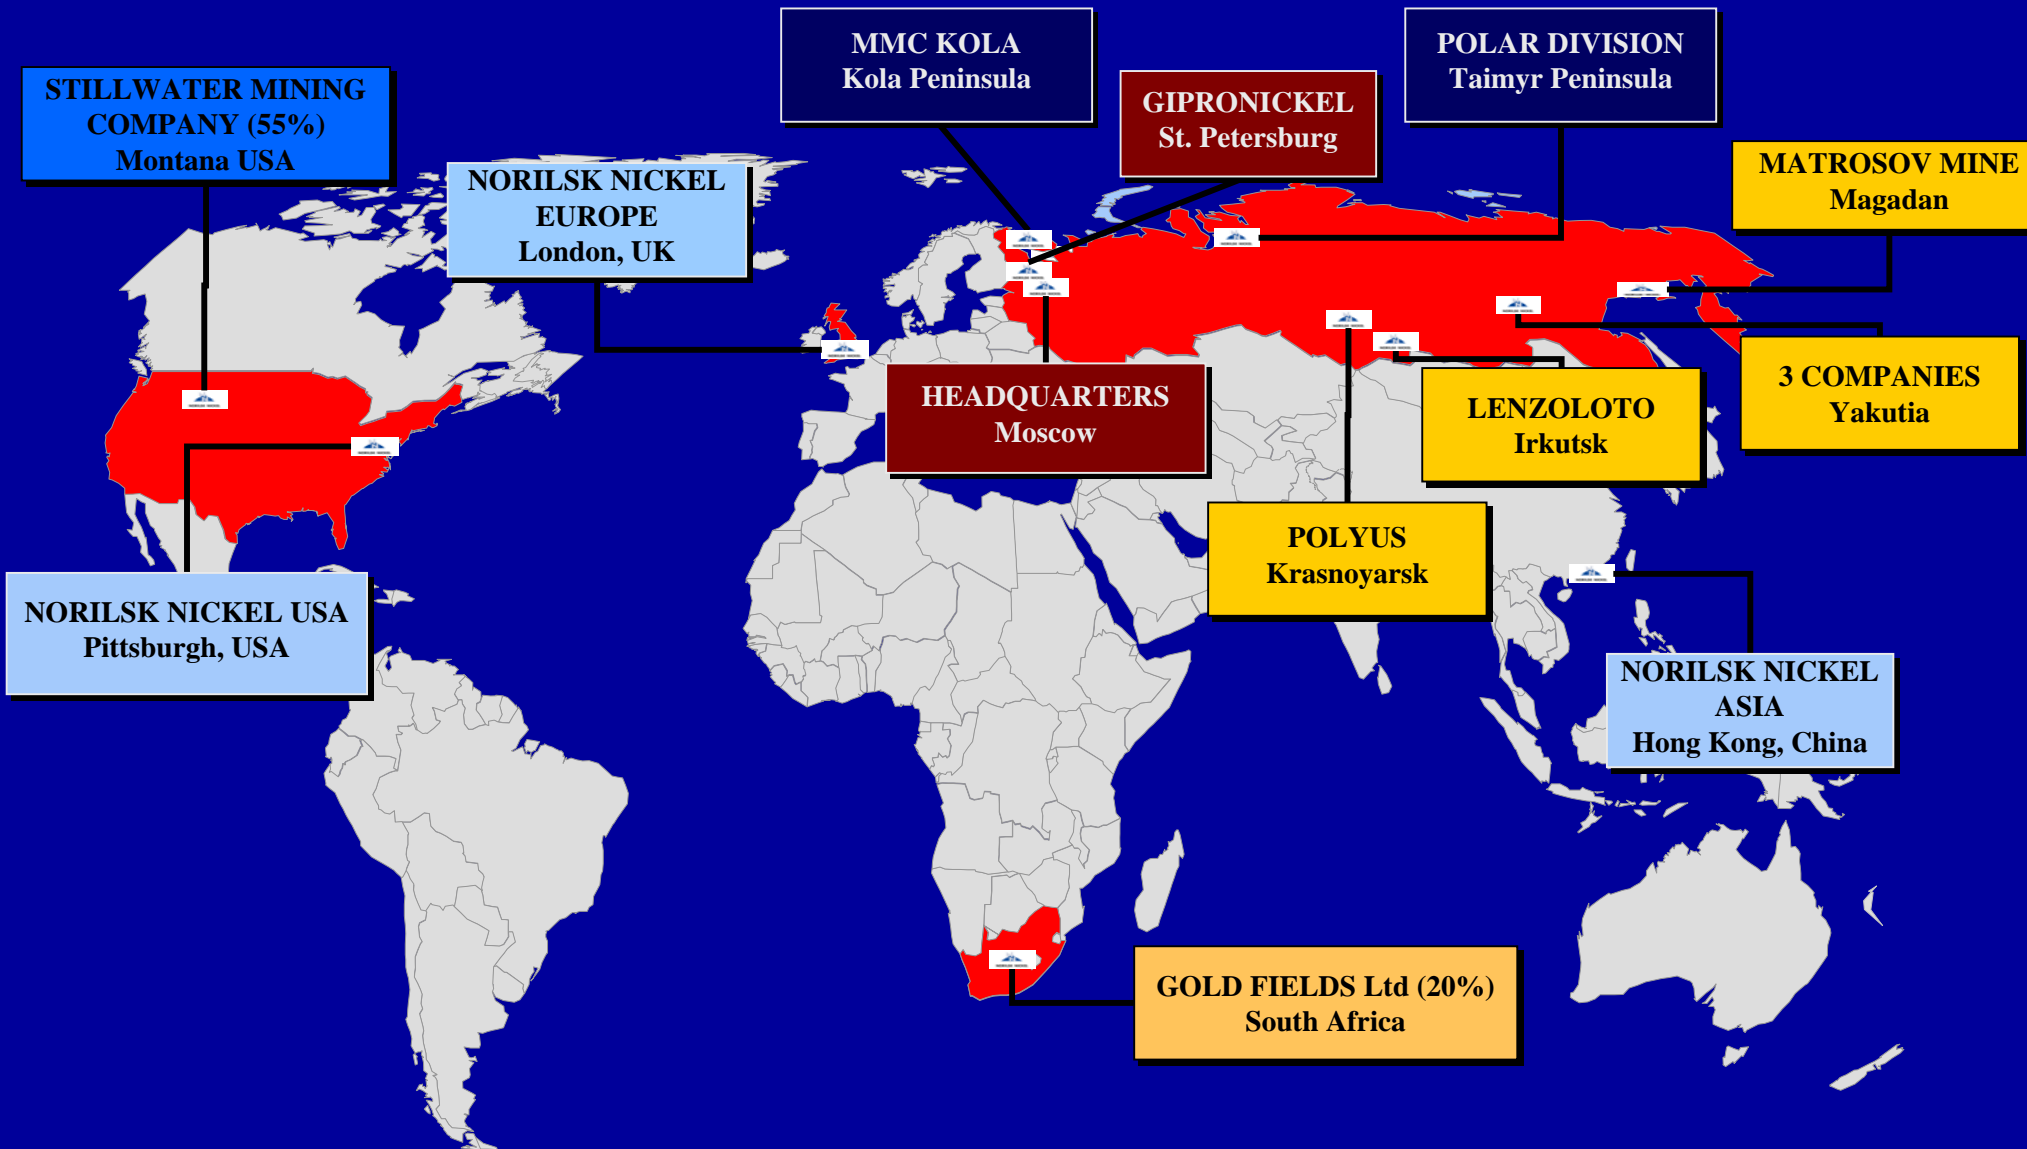 MMC KOLA
Kola Peninsula
POLAR DIVISION
Taimyr Peninsula
STILLWATER MINING
COMPANY (55%)
Montana USA
GIPRONICKEL
St. Petersburg
NORILSK NICKEL
EUROPE
London, UK
MATROSOV MINE
Magadan
HEADQUARTERS
Moscow
LENZOLOTO
Irkutsk
3 COMPANIES
Yakutia
POLYUS
Krasnoyarsk
NORILSK NICKEL USA
Pittsburgh, USA
NORILSK NICKEL
ASIA
Hong Kong, China
GOLD FIELDS Ltd (20%)
South Africa